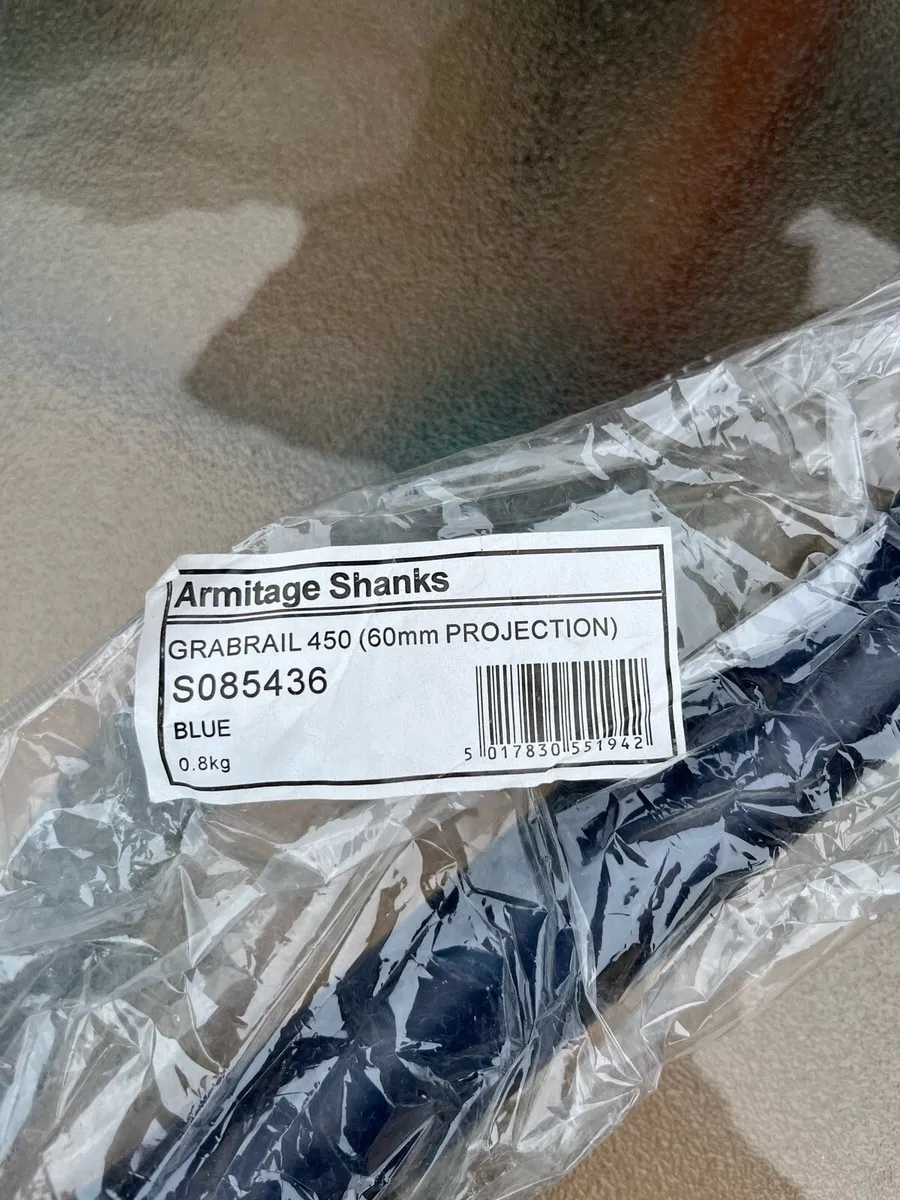 Armitage Shanks
GRABRAIL 450 (60mm PROJECTION)
S085436
BLUE
0.8kg
5 017830 551942